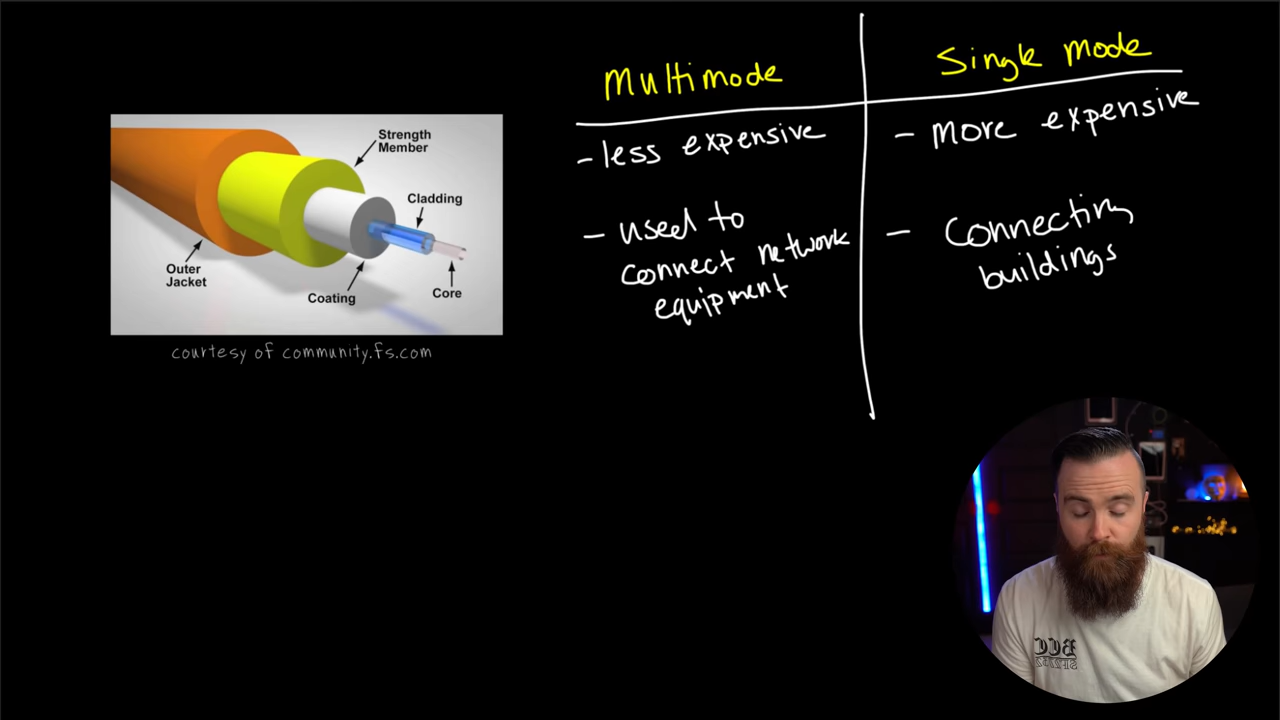 Multimode
Single mode
- less expensive
- more expensive
- used to
connect network
equipment
- Connecting
buildings
Strength
Member
Cladding
Outer
Jacket
Coating
Core
courtesy of community.fs.com
BCC